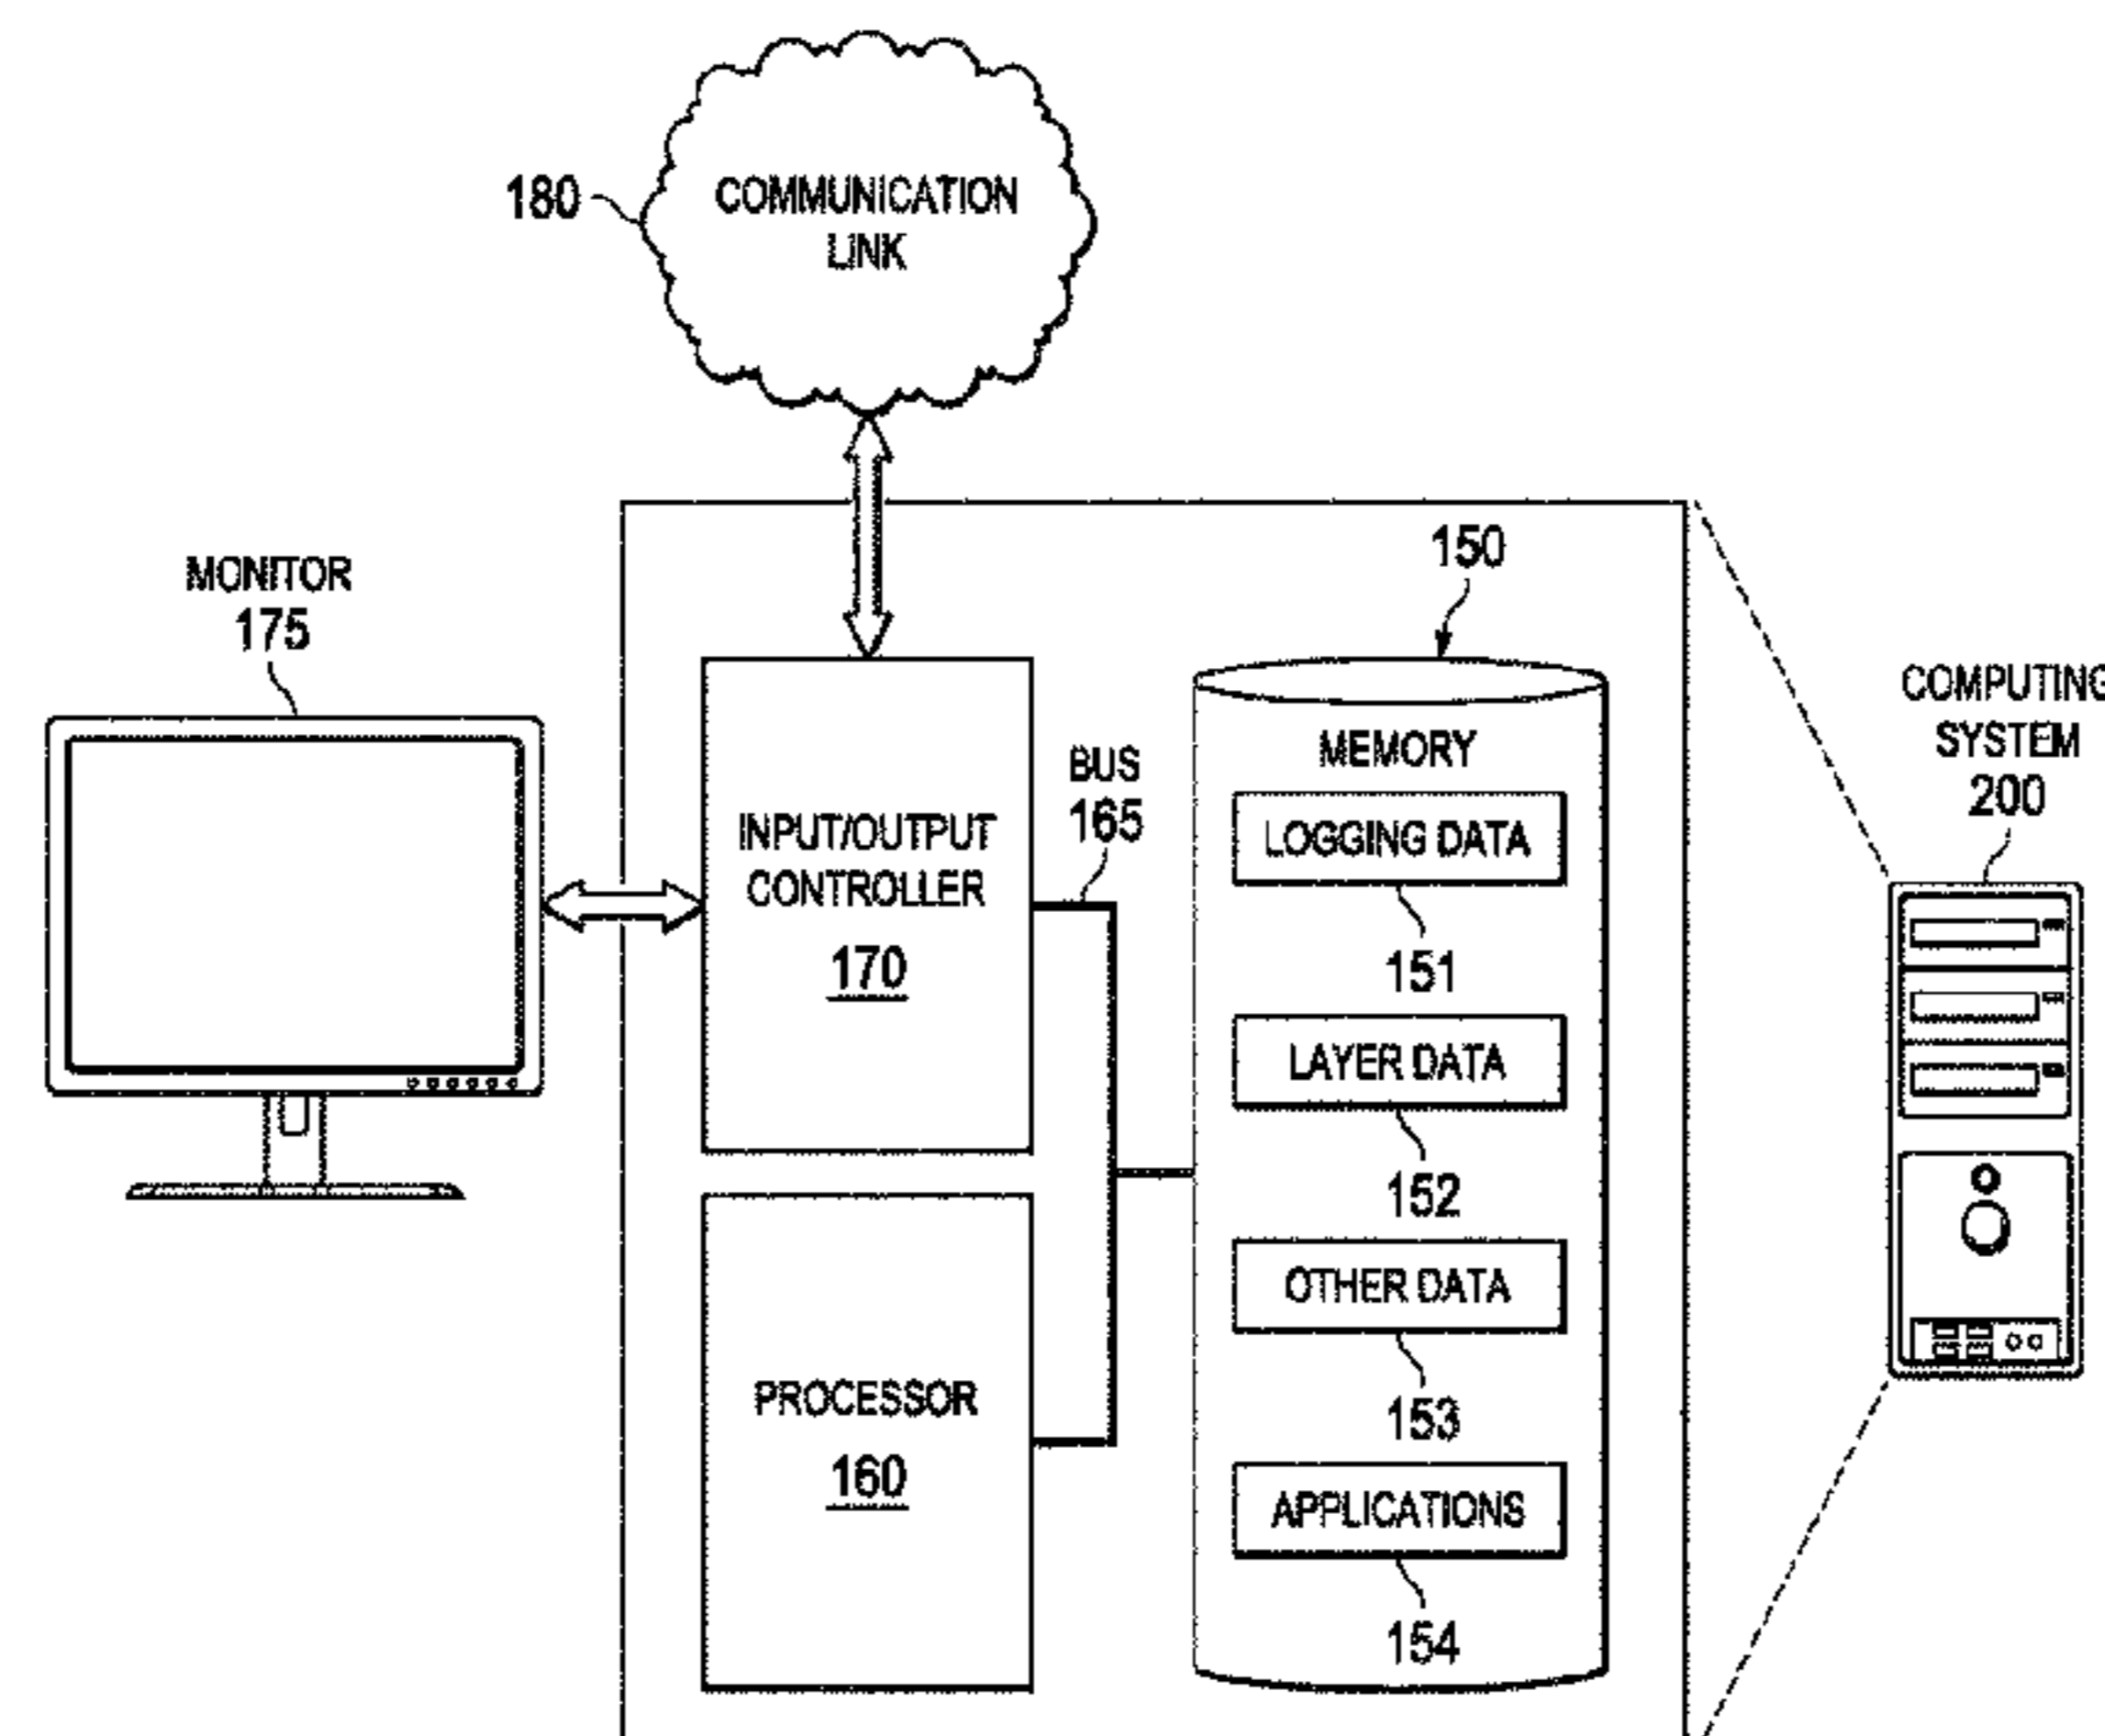 180
COMMUNICATION
LINK
MONITOR
175
150
COMPUTING
SYSTEM
200
MEMORY
BUS
165
INPUT/OUTPUT
CONTROLLER
170
LOGGING DATA
151
LAYER DATA
152
OTHER DATA
153
PROCESSOR
160
APPLICATIONS
154